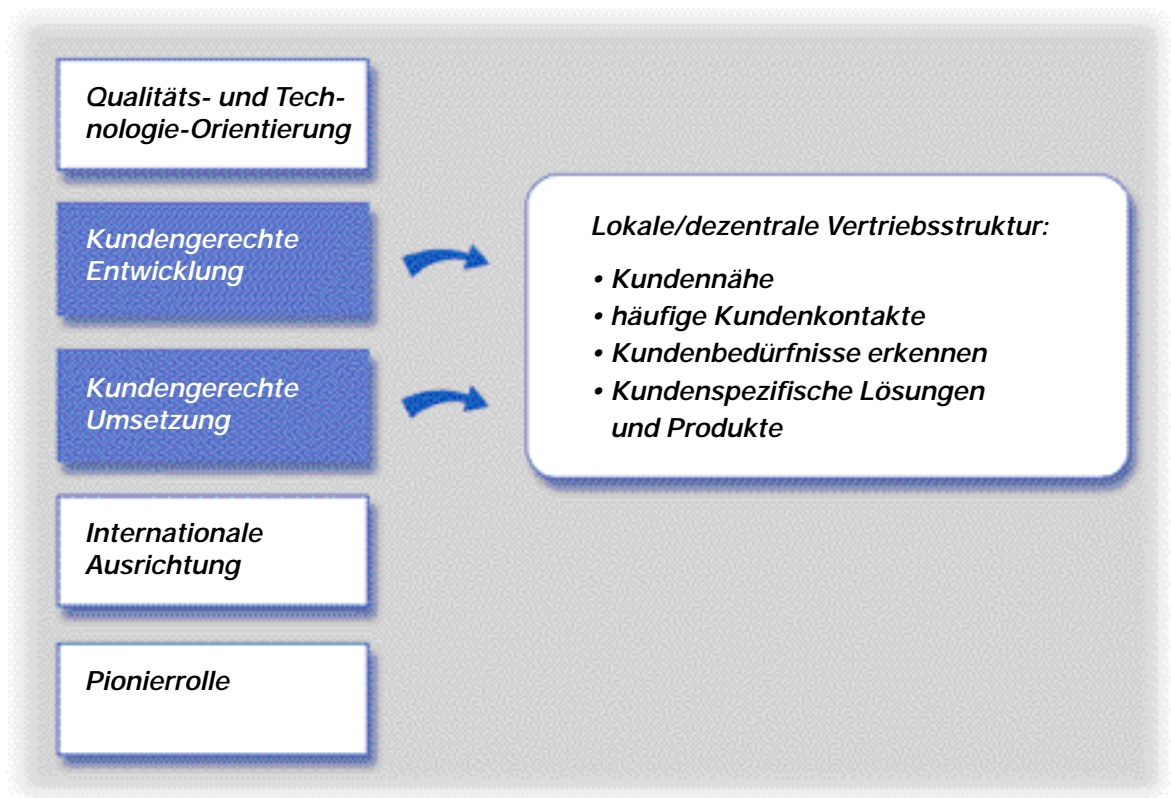 Qualitäts- und Tech-
nologie-Orientierung
Kundengerechte
Entwicklung
Kundengerechte
Umsetzung
Internationale
Ausrichtung
Pionierrolle
Lokale/dezentrale Vertriebsstruktur:
• Kundennähe
• häufige Kundenkontakte
• Kundenbedürfnisse erkennen
• Kundenspezifische Lösungen
und Produkte